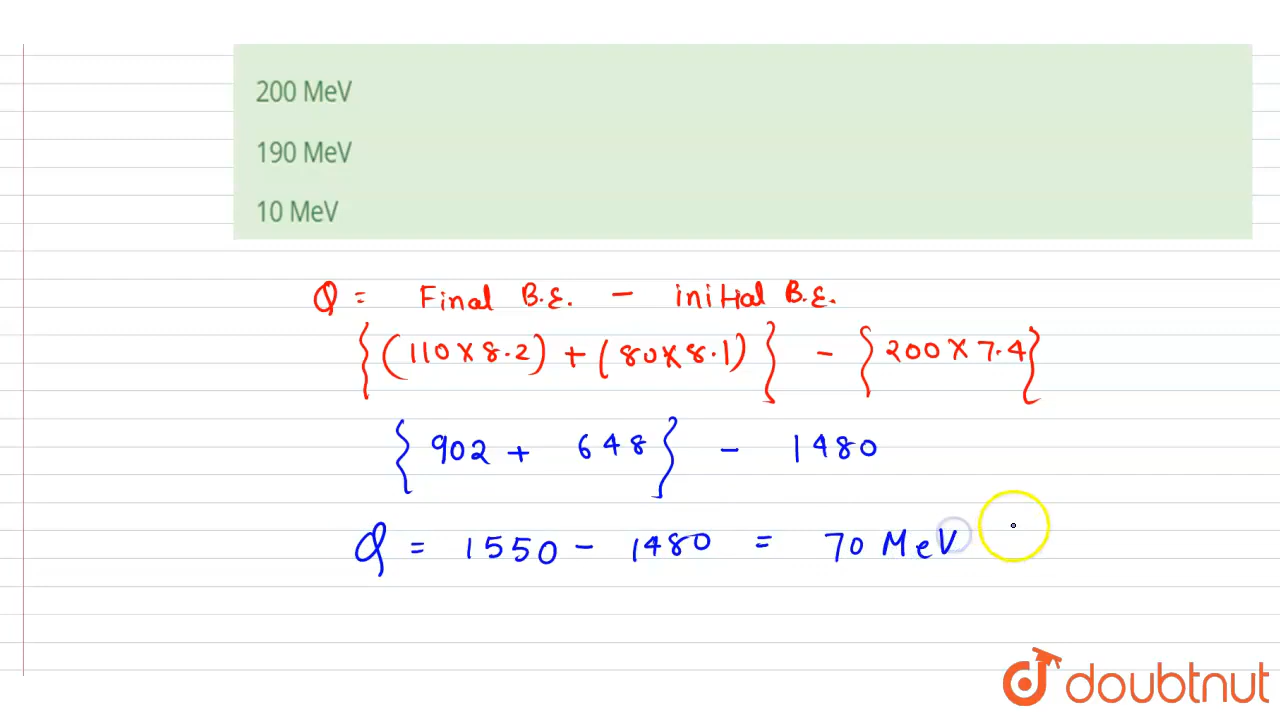 200 MeV
190 MeV
10 MeV
Q = Final B.E. - initial B.E.
{(110×8.2) + (80×8.1)} - {200×7.4}
{902 + 648} - 1480
Q = 1550 - 1480 = 70 MeV
doubtnut